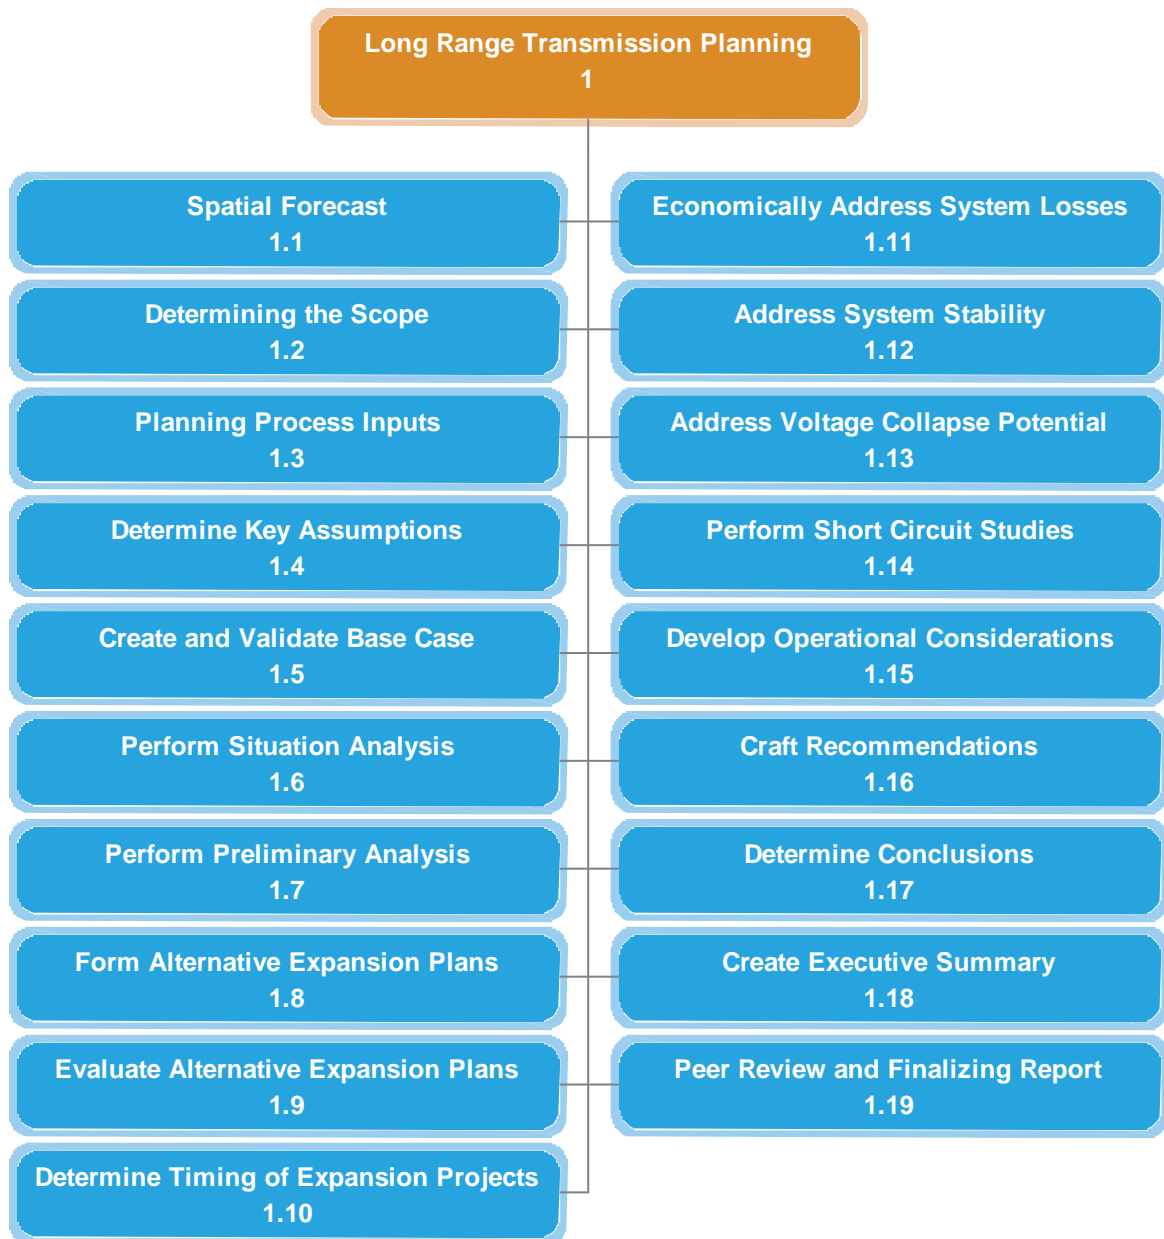 Long Range Transmission Planning
1
Spatial Forecast
1.1
Determining the Scope
1.2
Planning Process Inputs
1.3
Determine Key Assumptions
1.4
Create and Validate Base Case
1.5
Perform Situation Analysis
1.6
Perform Preliminary Analysis
1.7
Form Alternative Expansion Plans
1.8
Evaluate Alternative Expansion Plans
1.9
Determine Timing of Expansion Projects
1.10
Economically Address System Losses
1.11
Address System Stability
1.12
Address Voltage Collapse Potential
1.13
Perform Short Circuit Studies
1.14
Develop Operational Considerations
1.15
Craft Recommendations
1.16
Determine Conclusions
1.17
Create Executive Summary
1.18
Peer Review and Finalizing Report
1.19